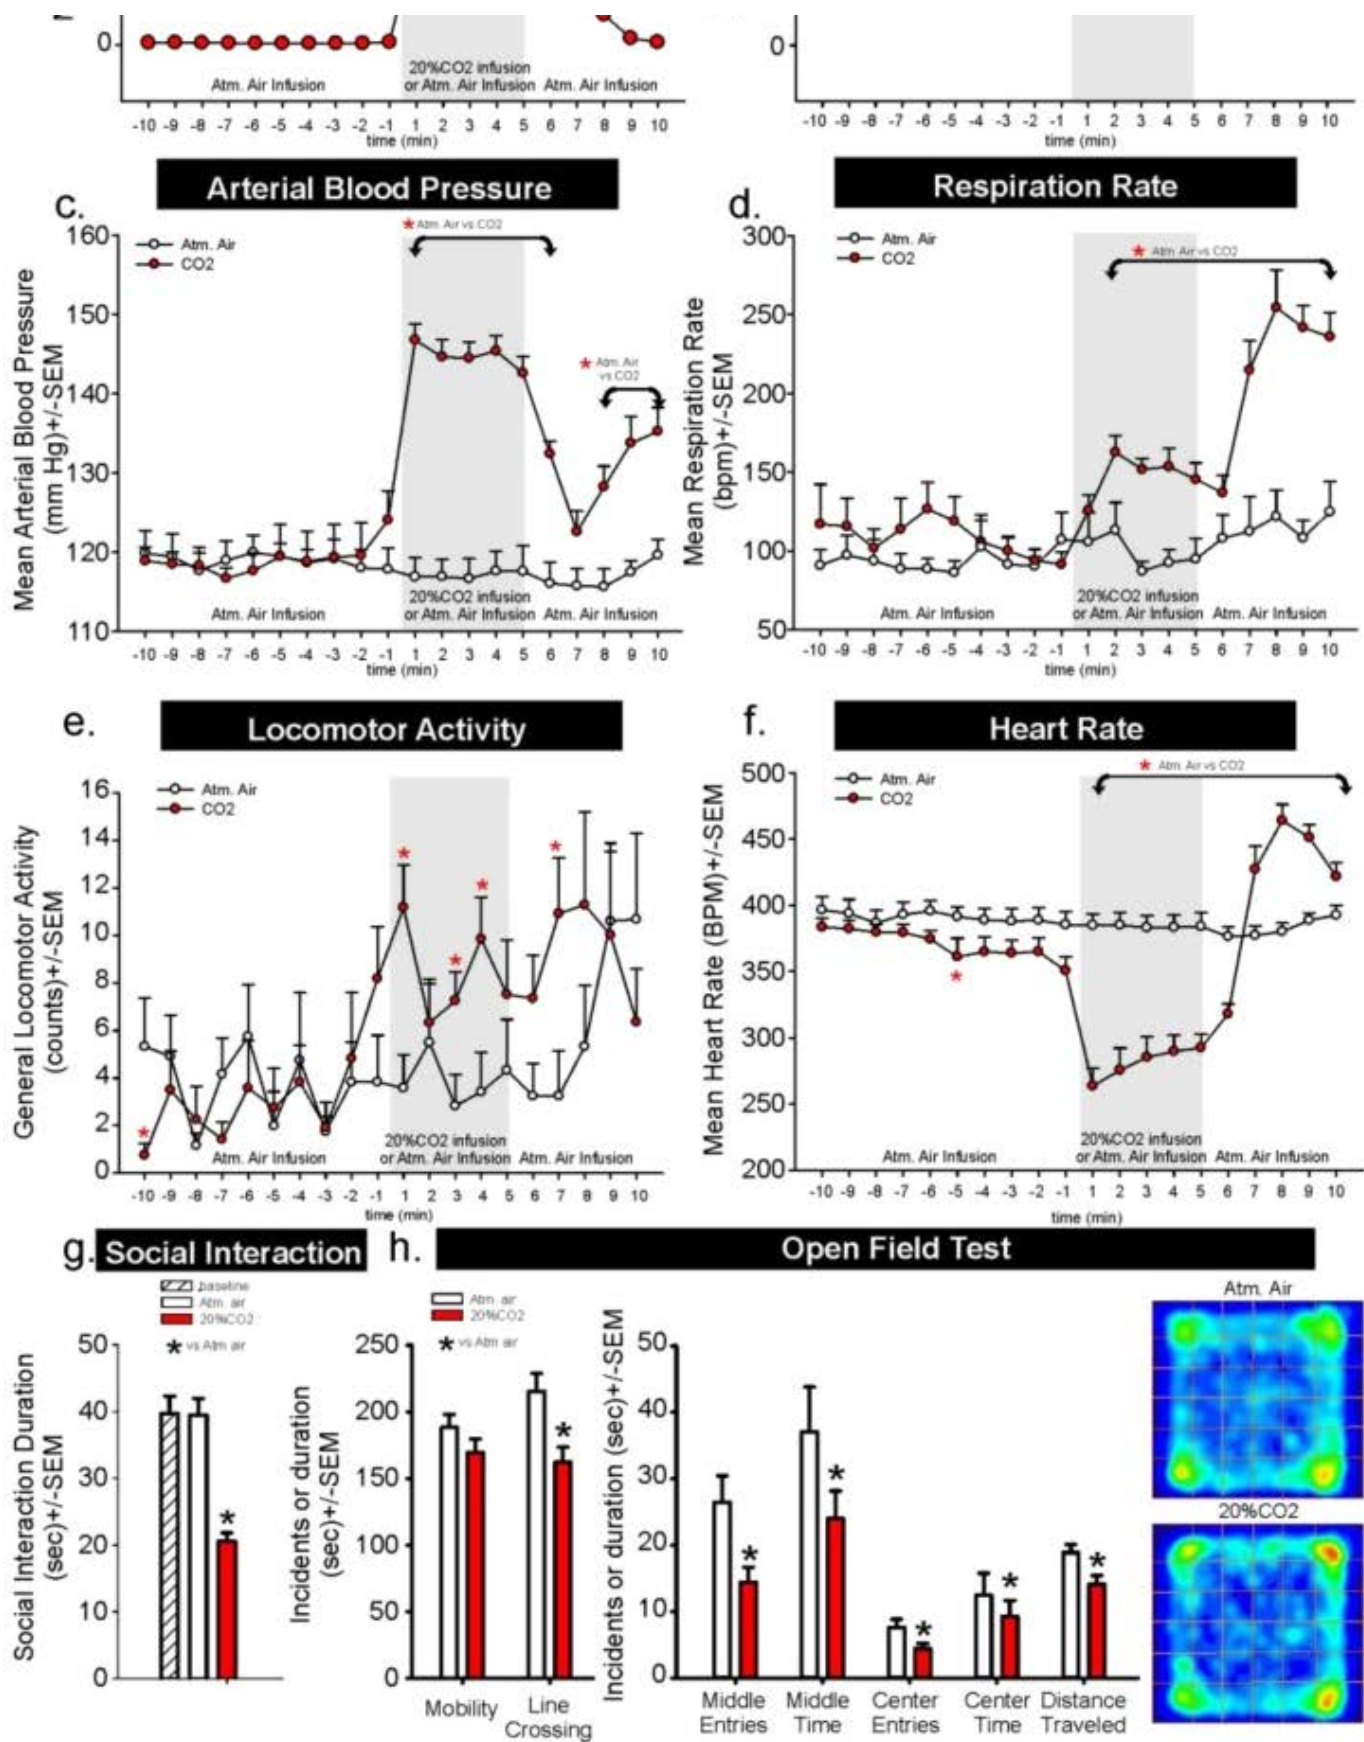 0
20%CO2 infusion
Atm. Air Infusion or Atm. Air Infusion Atm. Air Infusion
-10 -9 -8 -7 -6 -5 -4 -3 -2 -1 1 2 3 4 5 6 7 8 10
time (min)
0
-10 -9 -8 -7 -6 -5 -4 -3 -2 -1 1 2 3 4 5 6 7 8 9 10
time (min)
c.
Arterial Blood Pressure
* Atm. Air vs CO2
Atm. Air
CO2
* Atm. Air
vs CO2
Mean Arterial Blood Pressure
(mm Hg)+/-SEM
160
150
140
130
120
110
20%CO2 infusion
Atm. Air Infusion or Atm. Air Infusion Atm. Air Infusion
-10 -9 -8 -7 -6 -5 -4 -3 -2 -1 1 2 3 4 5 6 7 8 9 10
time (min)
d.
Respiration Rate
Atm. Air
CO2
* Atm. Air vs CO2
Mean Respiration Rate
(bpm)+/-SEM
300
250
200
150
100
50
20%CO2 infusion
Atm. Air Infusion or Atm. Air Infusion Atm. Air Infusion
-10 -9 -8 -7 6 -5 -4 -3 -2 -1 1 2 3 4 5 6 7 8 9 10
time (min)
e.
Locomotor Activity
Atm. Air
CO2
General Locomotor Activity
(counts)+/-SEM
16
14
12
10
8
6
4
2
0
* * * * *
20%CO2 infusion
Atm. Air Infusion or Atm. Air Infusion Atm. Air Infusion
-10 -9 -8 -7 -6 -5 -4 -3 -2 -1 1 2 3 4 5 6 7 8 9 10
time (min)
f.
Heart Rate
* Atm. Air vs CO2
Atm. Air
CO2
Mean Heart Rate (BPM)+/-SEM
500
450
400
350
300
250
200
*
20%CO2 infusion
Atm. Air Infusion or Atm. Air Infusion Atm. Air Infusion
-10 -9 -8 -7 -6 -5 -4 -3 -2 -1 1 2 3 4 5 6 7 8 9 10
time (min)
g.
Social Interaction
baseline
Atm. air
20%CO2
* vs Atm air
Social Interaction Duration
(sec)+/-SEM
50
40
30
20
10
0
*
h.
Open Field Test
Atm. air
20%CO2
* vs Atm air
Incidents or duration
(sec)+/-SEM
250
200
150
100
50
0
*
Mobility
Line
Crossing
Incidents or duration (sec)+/-SEM
50
40
30
20
10
0
* * * * *
Middle
Entries
Middle
Time
Center
Entries
Center
Time
Distance
Traveled
Atm. Air
20%CO2